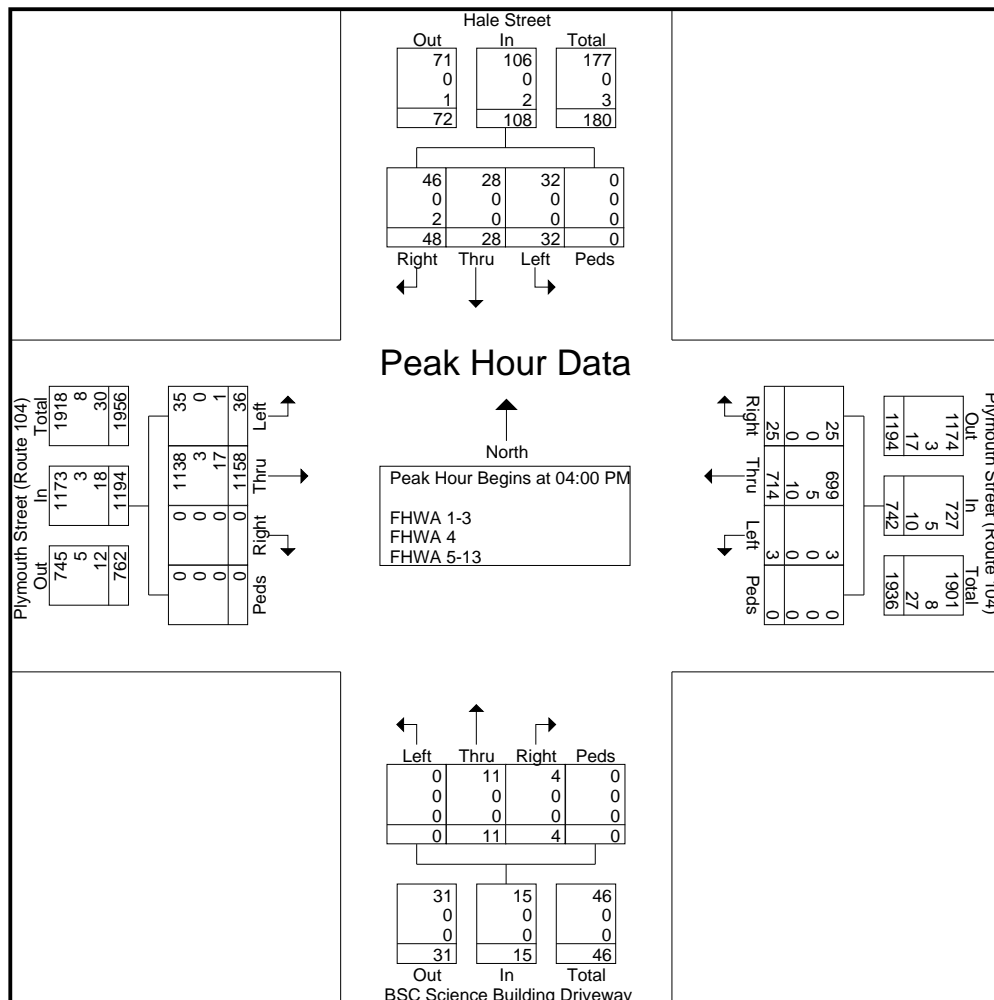 Hale Street
Out In Total
71 106 177
0 0 0
1 2 3
72 108 180
46 28 32 0
0 0 0 0
2 0 0 0
48 28 32 0
Right Thru Left Peds
Peak Hour Data
North
Peak Hour Begins at 04:00 PM
FHWA 1-3
FHWA 4
FHWA 5-13
Plymouth Street (Route 104)
Out In Total
745 1173 1918
5 3 8
12 18 30
762 1194 1956
Left Thru Right Peds
36 1158 0 0
1 17 0 0
0 3 0 0
35 1138 0 0
Plymouth Street (Route 104)
Out In Total
1174 727 1901
3 5 8
17 10 27
1194 742 1936
25 699 3 0
0 5 0 0
0 10 0 0
25 714 3 0
Right Thru Left Peds
Left Thru Right Peds
0 11 4 0
0 0 0 0
0 0 0 0
0 11 4 0
31 15 46
0 0 0
0 0 0
31 15 46
Out In Total
BSC Science Building Driveway